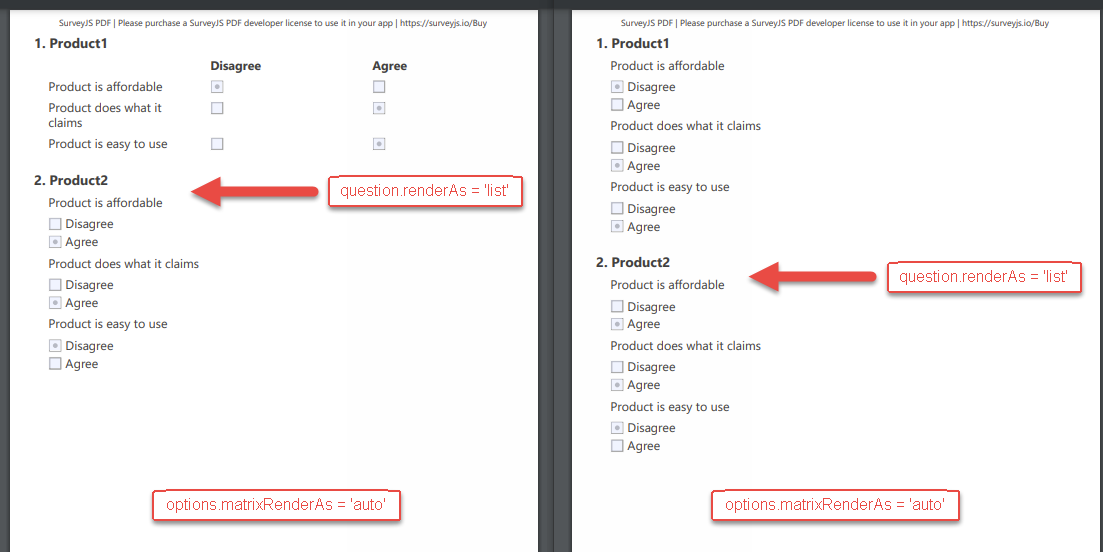 SurveyJS PDF | Please purchase a SurveyJS PDF developer license to use it in your app | https://surveyjs.io/Buy
1. Product1
Disagree Agree
Product is affordable
Product does what it
claims
Product is easy to use
2. Product2
Product is affordable
question.renderAs = 'list'
Disagree
Agree
Product does what it claims
Disagree
Agree
Product is easy to use
Disagree
Agree
options.matrixRenderAs = 'auto'
SurveyJS PDF | Please purchase a SurveyJS PDF developer license to use it in your app | https://surveyjs.io/Buy
1. Product1
Product is affordable
Disagree
Agree
Product does what it claims
Disagree
Agree
Product is easy to use
Disagree
Agree
2. Product2
Product is affordable
question.renderAs = 'list'
Disagree
Agree
Product does what it claims
Disagree
Agree
Product is easy to use
Disagree
Agree
options.matrixRenderAs = 'auto'